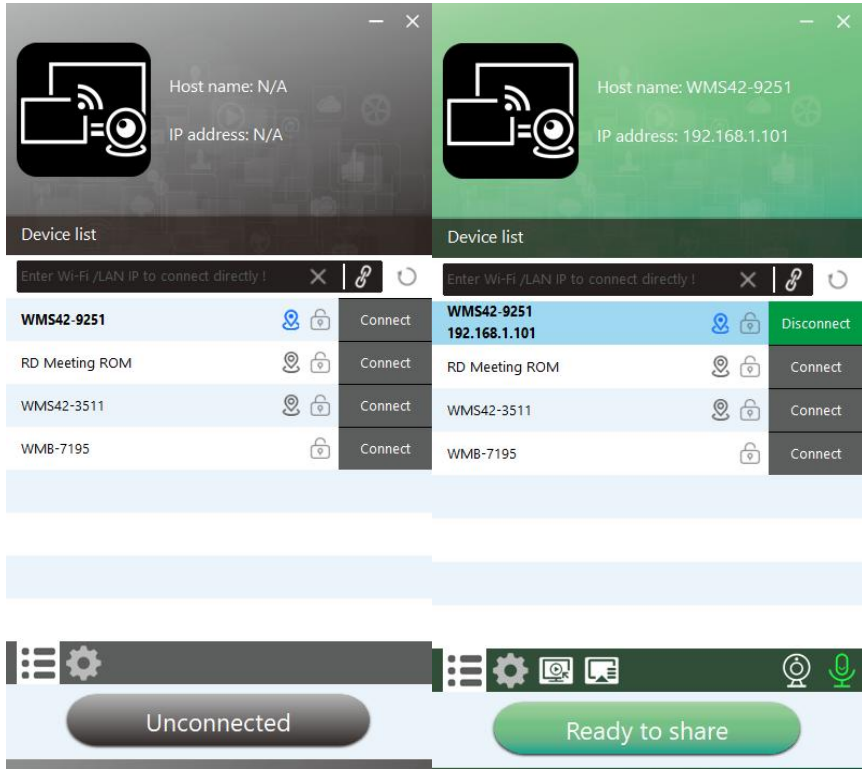 Host name: N/A
IP address: N/A
Device list
Enter Wi-Fi /LAN IP to connect directly !
WMS42-9251 Connect
RD Meeting ROM Connect
WMS42-3511 Connect
WMB-7195 Connect
Unconnected
Host name: WMS42-9251
IP address: 192.168.1.101
Device list
Enter Wi-Fi /LAN IP to connect directly !
WMS42-9251
192.168.1.101
Disconnect
RD Meeting ROM Connect
WMS42-3511 Connect
WMB-7195 Connect
Ready to share